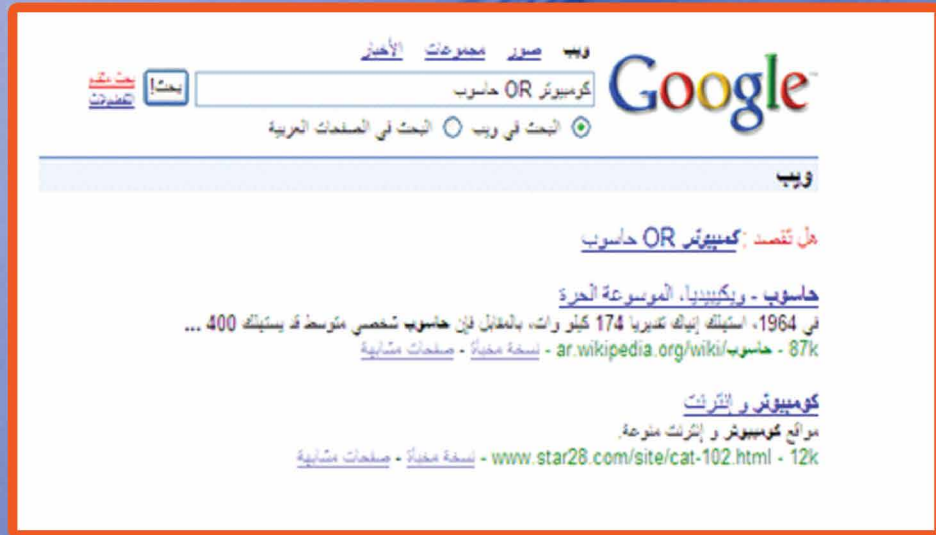 ويب صور مجموعات الأخبار
Google™
كومبيوتر OR حاسوب
بحث!
بحث متقدم
التفضيلات
البحث في ويب البحث في الصفحات العربية
ويب
هل تقصد : كمبيوتر OR حاسوب
حاسوب - ويكيبيديا، الموسوعة الحرة
في 1964، استهلك إنياك تقديريا 174 كيلو وات، بالمقابل فإن حاسوب شخصي متوسط قد يستهلك 400 ...
ar.wikipedia.org/wiki/حاسوب - 87k - نسخة مخبأة - صفحات مشابهة
كومبيوتر و إنترنت
مواقع كومبيوتر و إنترنت منوعة.
www.star28.com/site/cat-102.html - 12k - نسخة مخبأة - صفحات مشابهة